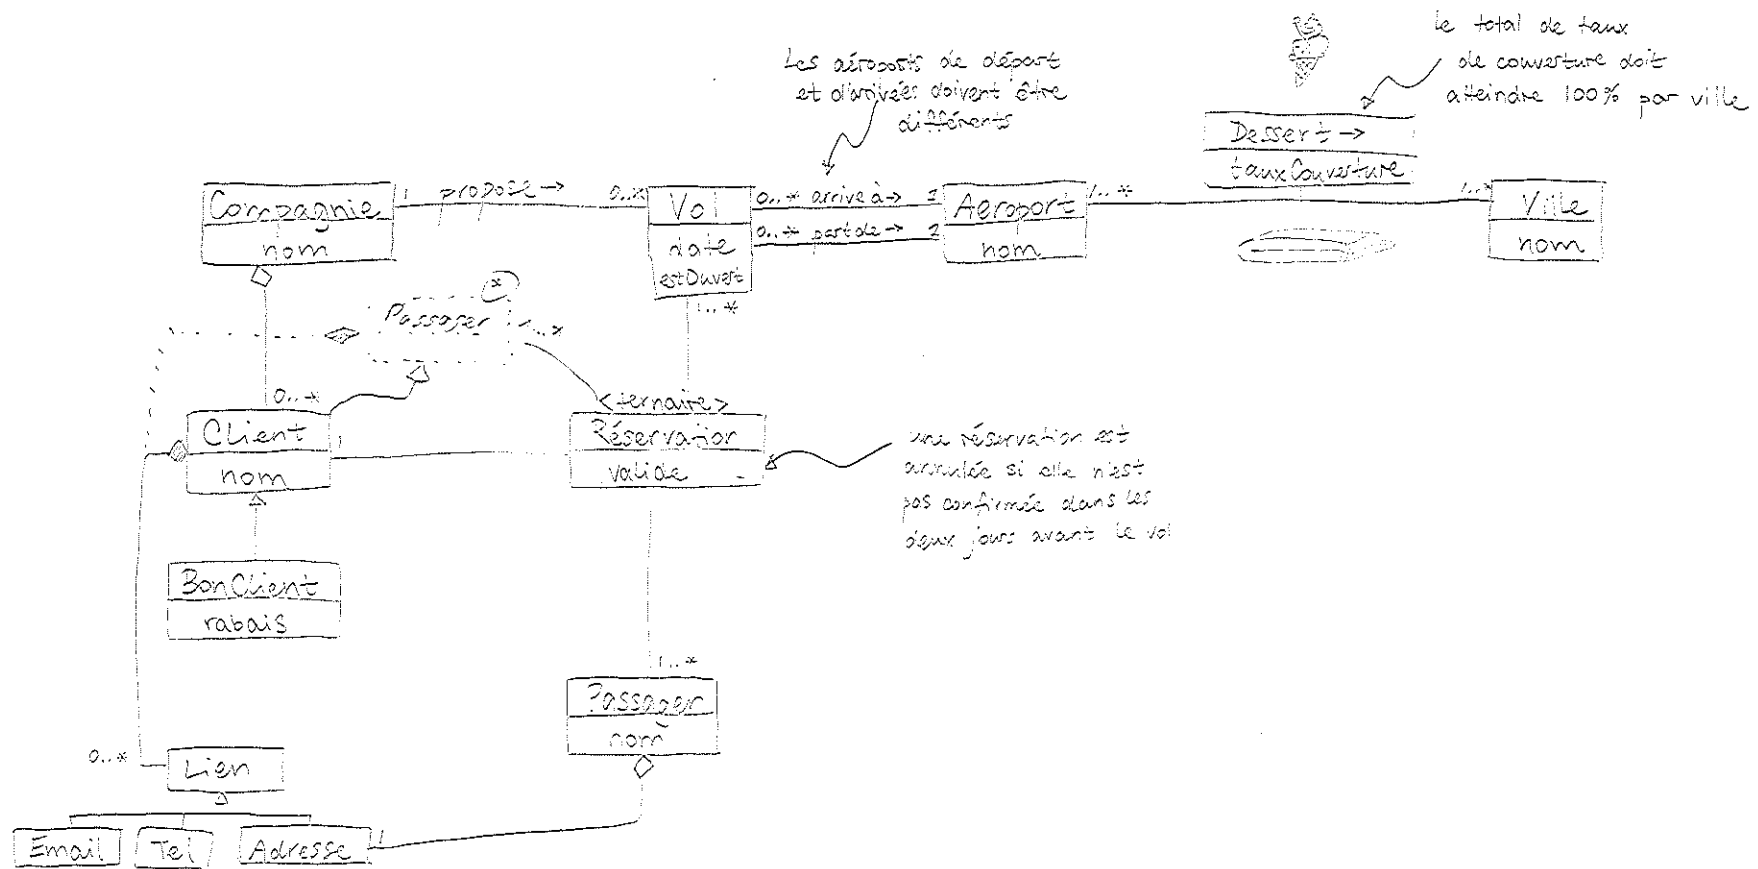 le total de taux
de couverture doit
atteindre 100% par ville
Les aéroports de départ
et d'arrivées doivent être
différents
Dessert →
tauxCouverture
Compagnie
nom
1
propose →
0..*
Vol
date
estOuvert
0..* arrive à →
0..* part de →
Aeroport
nom
1..*
1..*
Ville
nom
Passager
*
1..*
1..*
0..*
Client
nom
1
<ternaire>
Réservation
valide
une réservation est
annulée si elle n'est
pas confirmée dans les
deux jours avant le vol
BonClient
rabais
1..*
Passager
nom
0..*
Lien
Email
Tel
Adresse
1